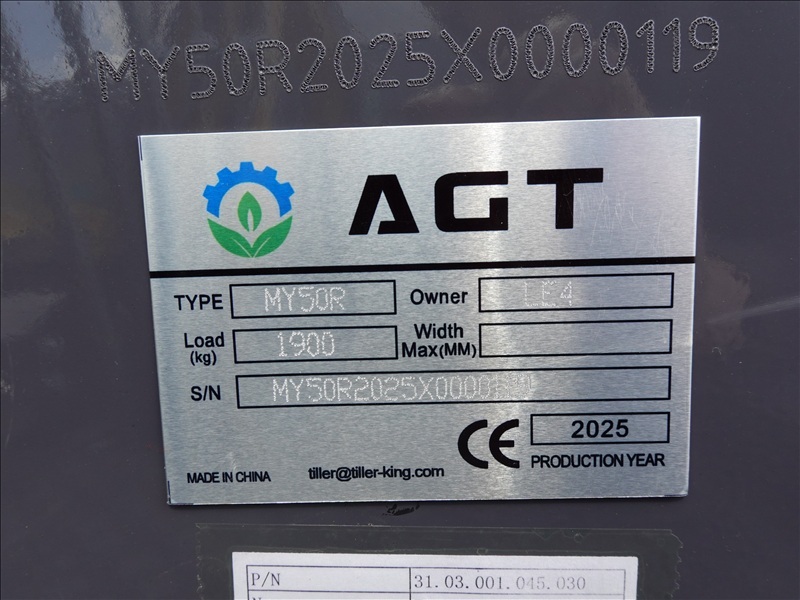 MY50R2025X0000119
AGT
TYPE MY50R Owner LE4
Load (kg) 1900 Width Max(MM)
S/N
CE 2025
MADE IN CHINA tiller@tiller-king.com PRODUCTION YEAR
P/N 31.03.001.045.030